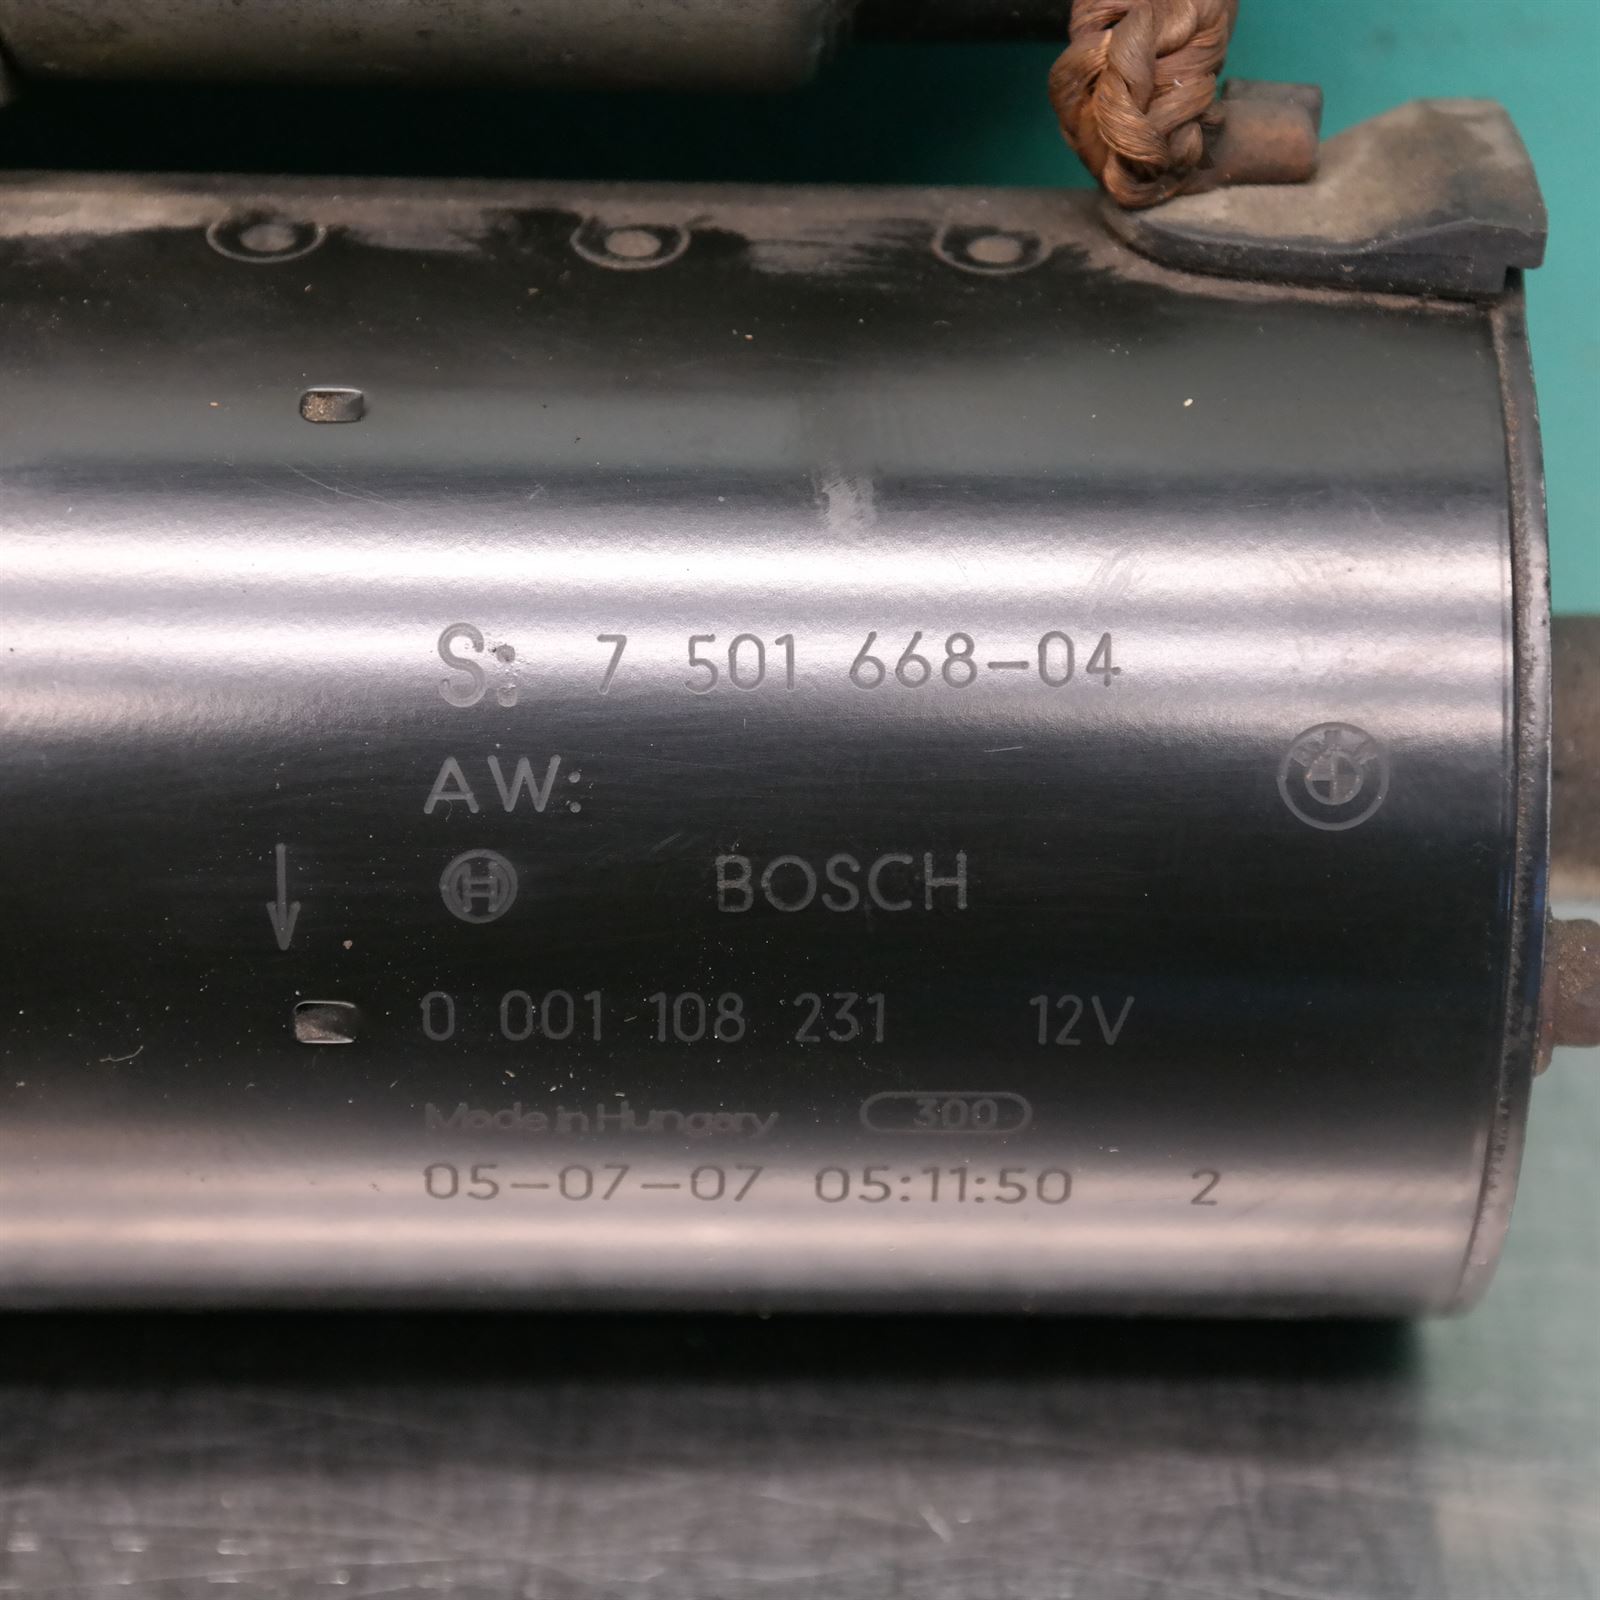 S: 7 501 668-04
AW:
BOSCH
0 001 108 231 12V
Made in Hungary 300
05-07-07 05:11:50 2